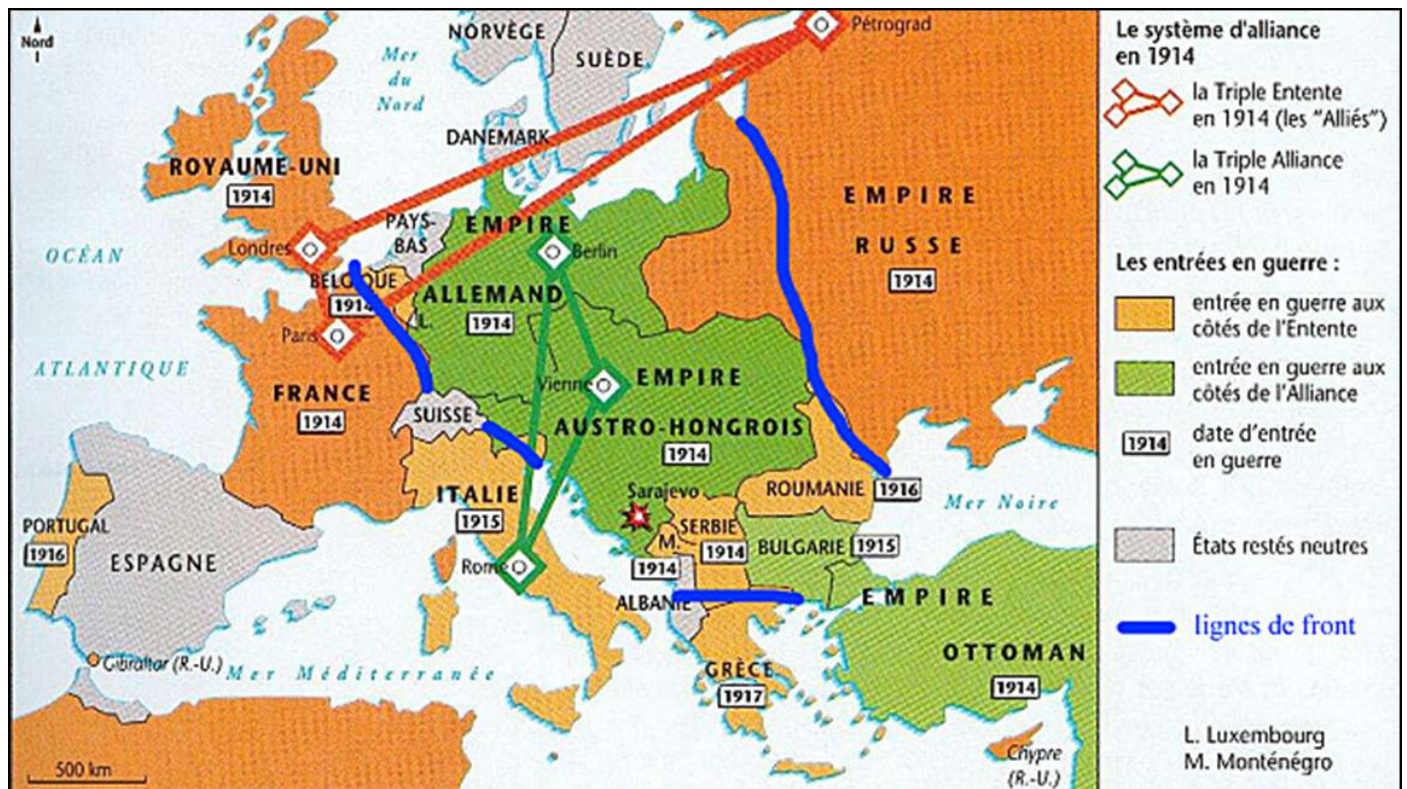 Nord
Mer
du
Nord
NORVÈGE
SUÈDE
Pétrograd
DANEMARK
ROYAUME-UNI
1914
Londres
PAYS-
BAS
EMPIRE
ALLEMAND
1914
Berlin
EMPIRE
RUSSE
1914
OCÉAN
ATLANTIQUE
BELGIQUE
1914
L.
Paris
FRANCE
1914
SUISSE
Vienne
EMPIRE
AUSTRO-HONGROIS
1914
ITALIE
1915
Rome
Sarajevo
SERBIE
1914
M.
1914
ROUMANIE 1916
Mer Noire
BULGARIE 1915
ALBANIE
PORTUGAL
1916
ESPAGNE
Gibraltar (R.-U.)
Mer Méditerranée
GRÈCE
1917
EMPIRE
OTTOMAN
1914
Chypre
(R.-U.)
500 km
Le système d'alliance
en 1914
la Triple Entente
en 1914 (les "Alliés")
la Triple Alliance
en 1914
Les entrées en guerre :
entrée en guerre aux
côtés de l'Entente
entrée en guerre aux
côtés de l'Alliance
1914
date d'entrée
en guerre
États restés neutres
lignes de front
L. Luxembourg
M. Monténégro